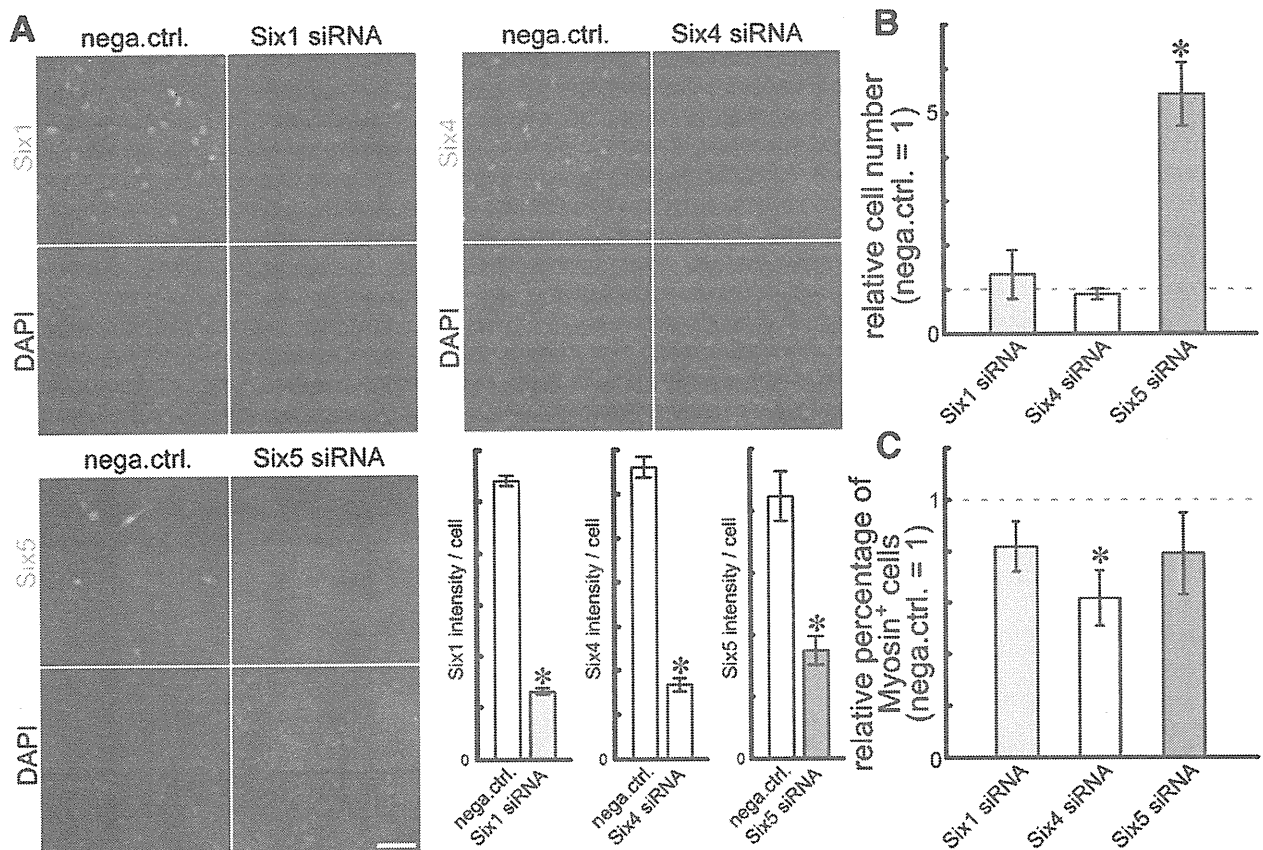 A
nega.ctrl. Six1 siRNA
Six1
DAPI
nega.ctrl. Six4 siRNA
Six4
DAPI
nega.ctrl. Six5 siRNA
Six5
DAPI
Six1 intensity / cell
0
nega.ctrl.
Six1 siRNA
*
Six4 intensity / cell
0
nega.ctrl.
Six4 siRNA
*
Six5 intensity / cell
0
nega.ctrl.
Six5 siRNA
*
B
relative cell number
(nega.ctrl. = 1)
5
0
*
Six1 siRNA
Six4 siRNA
Six5 siRNA
C
relative percentage of
Myosin⁺ cells
(nega.ctrl. = 1)
1
0
*
Six1 siRNA
Six4 siRNA
Six5 siRNA